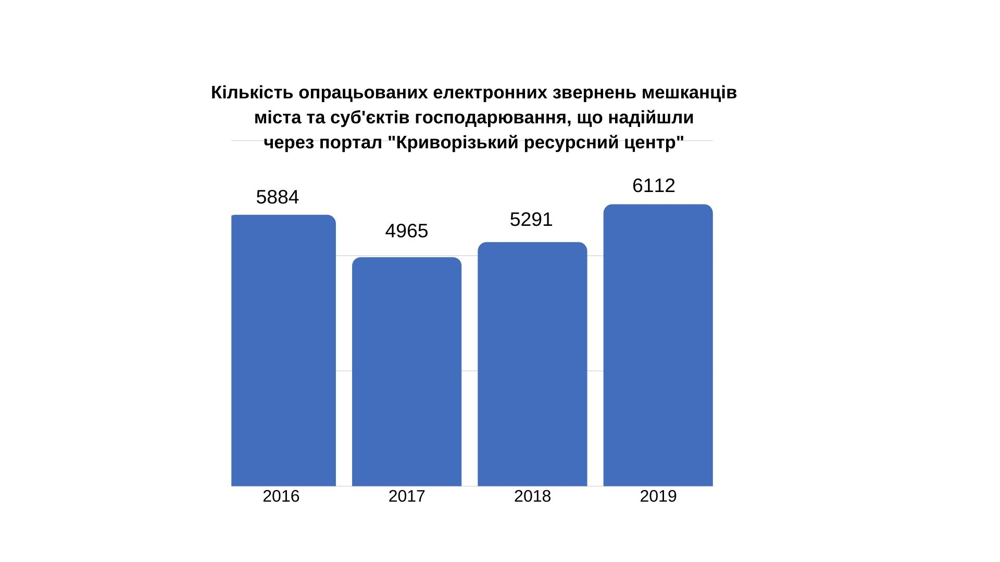 Кількість опрацьованих електронних звернень мешканців
міста та суб'єктів господарювання, що надійшли
через портал "Криворізький ресурсний центр"
5884
4965
5291
6112
2016
2017
2018
2019